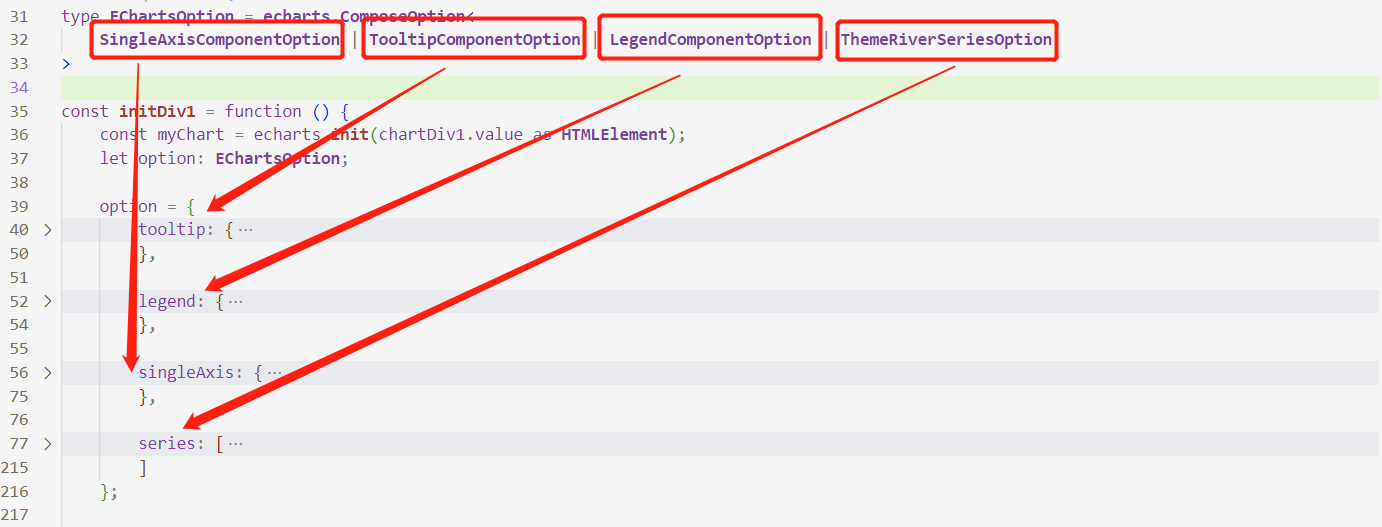 31 type EChartsOption = echarts.ComposeOption<
32 SingleAxisComponentOption | TooltipComponentOption | LegendComponentOption | ThemeRiverSeriesOption
33 >
34
35 const initDiv1 = function () {
36 const myChart = echarts.init(chartDiv1.value as HTMLElement);
37 let option: EChartsOption;
38
39 option = {
40 > tooltip: { ···
50 },
51
52 > legend: { ···
54 },
55
56 > singleAxis: { ···
75 },
76
77 > series: [ ···
215 ]
216 };
217